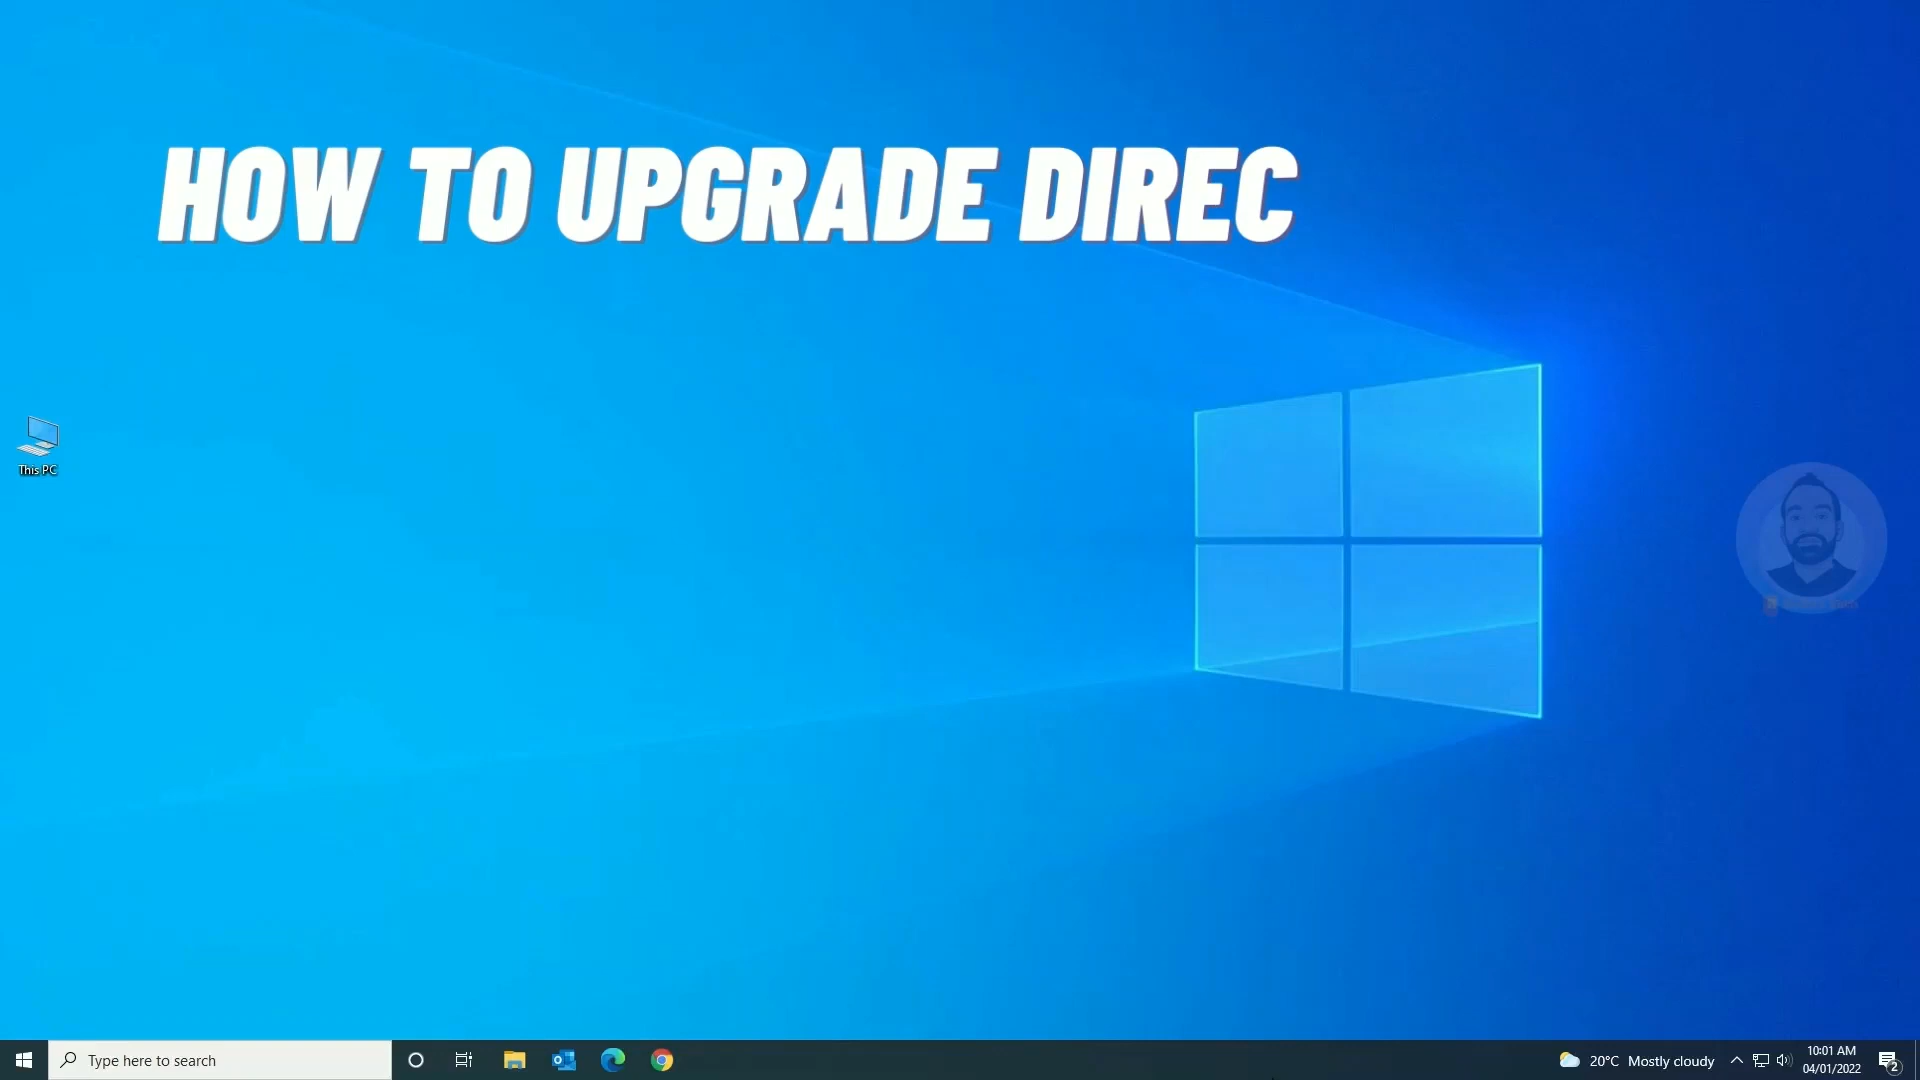 HOW TO UPGRADE DIREC
This PC
Type here to search
20°C Mostly cloudy
10:01 AM
04/01/2022
2